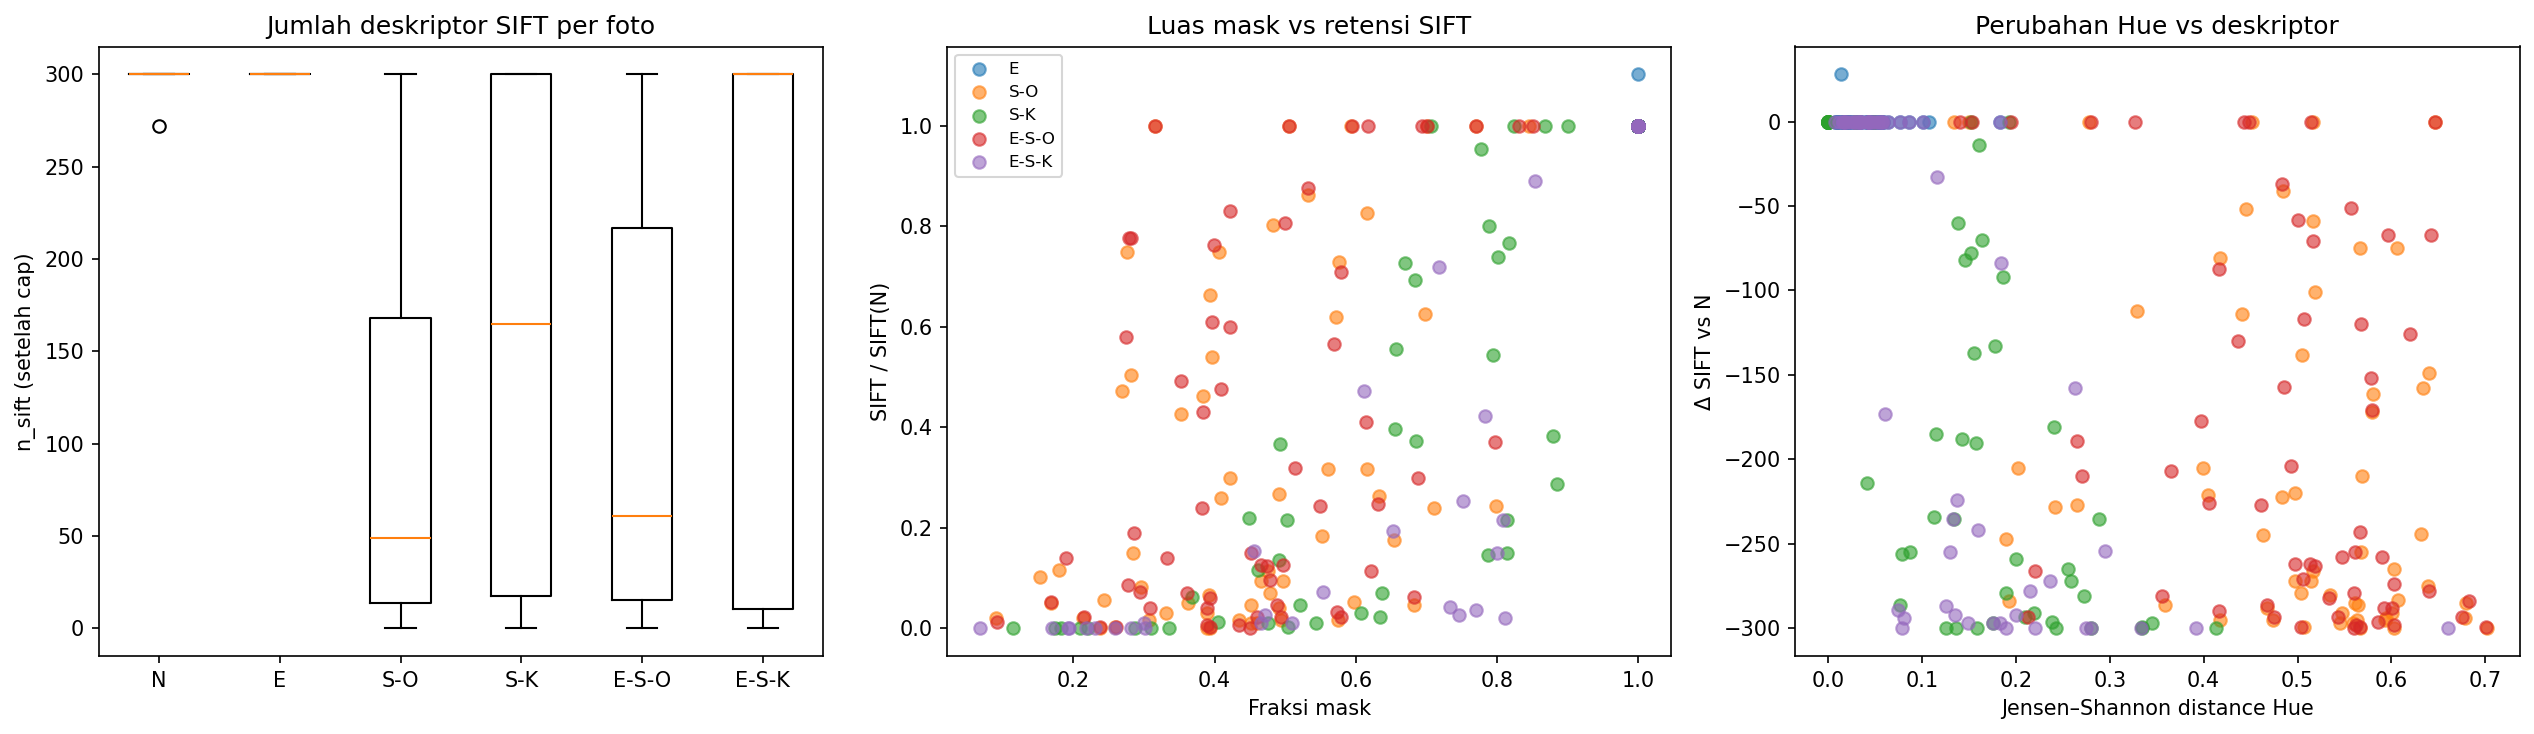 Jumlah deskriptor SIFT per foto
n_sift (setelah cap)
300
250
200
150
100
50
0
N E S-O S-K E-S-O E-S-K
Luas mask vs retensi SIFT
E
S-O
S-K
E-S-O
E-S-K
SIFT / SIFT(N)
1.0
0.8
0.6
0.4
0.2
0.0
0.2 0.4 0.6 0.8 1.0
Fraksi mask
Perubahan Hue vs deskriptor
Δ SIFT vs N
0
−50
−100
−150
−200
−250
−300
0.0 0.1 0.2 0.3 0.4 0.5 0.6 0.7
Jensen–Shannon distance Hue